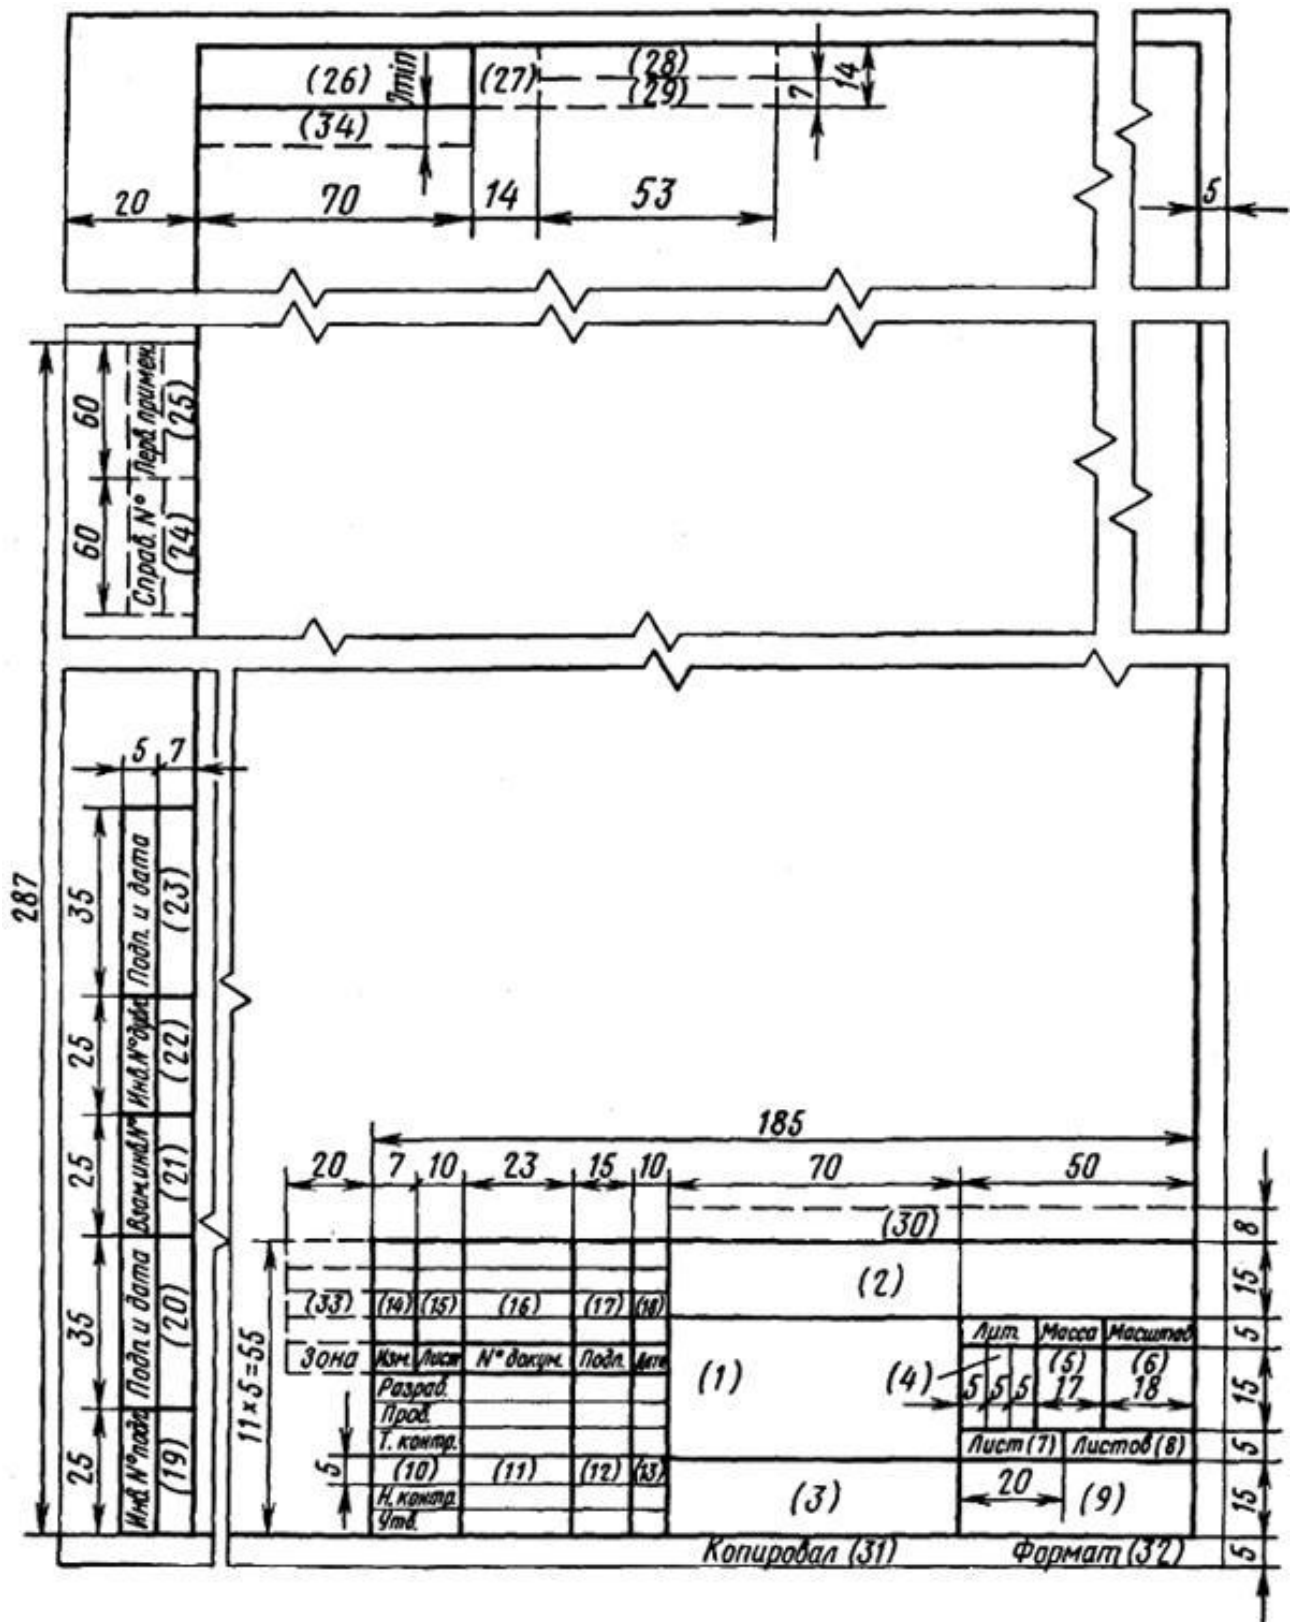 (26) 7min (27) (28)
(29) 7 14
(34)
20 70 14 53 5
287
60 Перв. примен. (25)
60 Справ. № (24)
5 7
35 Подп. и дата (23)
25 Инв. № дубл. (22)
25 Взам. инв. № (21)
35 Подп. и дата (20)
25 Инв. № подл. (19)
185
20 7 10 23 15 10 70 50
(30) 8
(2) 15
(33) (14) (15) (16) (17) (18)
Лит. Масса Масштаб 5
Зона Изм. Лист № докум. Подп. Дата (1) (4) (5) (6)
5 5 5 17 18 15
11×5=55
Разраб.
Пров.
Т. контр. Лист (7) Листов (8) 5
5 (10) (11) (12) (13)
(3) 20 (9) 15
Н. контр.
Утв.
Копировал (31) Формат (32) 5